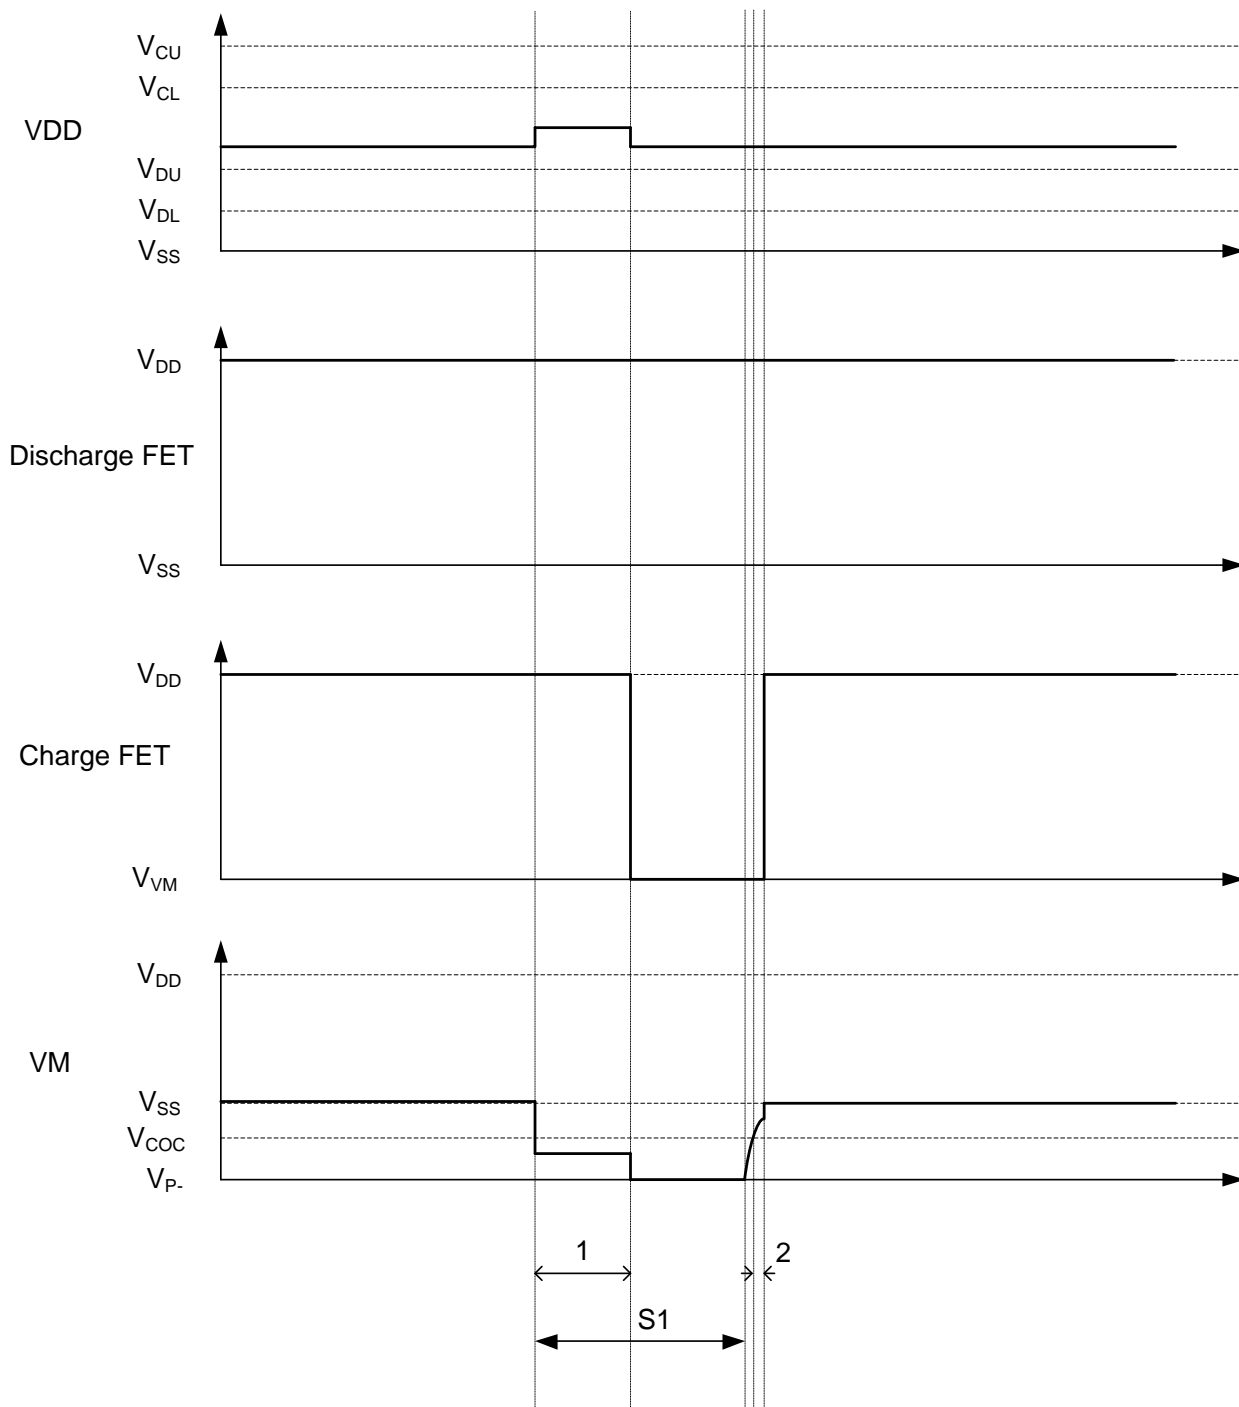 VCU
VCL
VDD
VDU
VDL
VSS
VDD
Discharge FET
VSS
VDD
Charge FET
VVM
VDD
VM
VSS
VCOC
VP-
1
2
S1